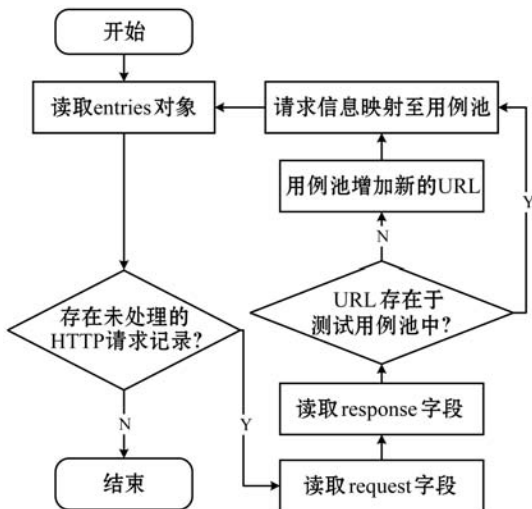 开始
读取entries对象
请求信息映射至用例池
用例池增加新的URL
Y
N
存在未处理的
HTTP请求记录?
URL存在于
测试用例池中?
N
Y
读取response字段
结束
读取request字段